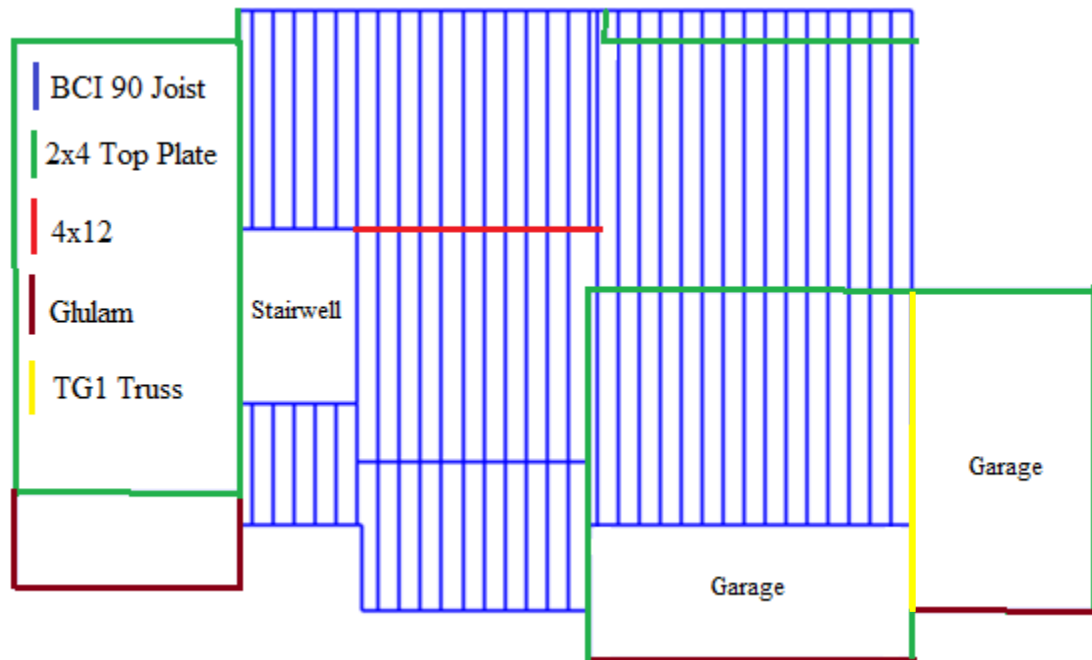 BCI 90 Joist
2x4 Top Plate
4x12
Glulam
TG1 Truss
Stairwell
Garage
Garage